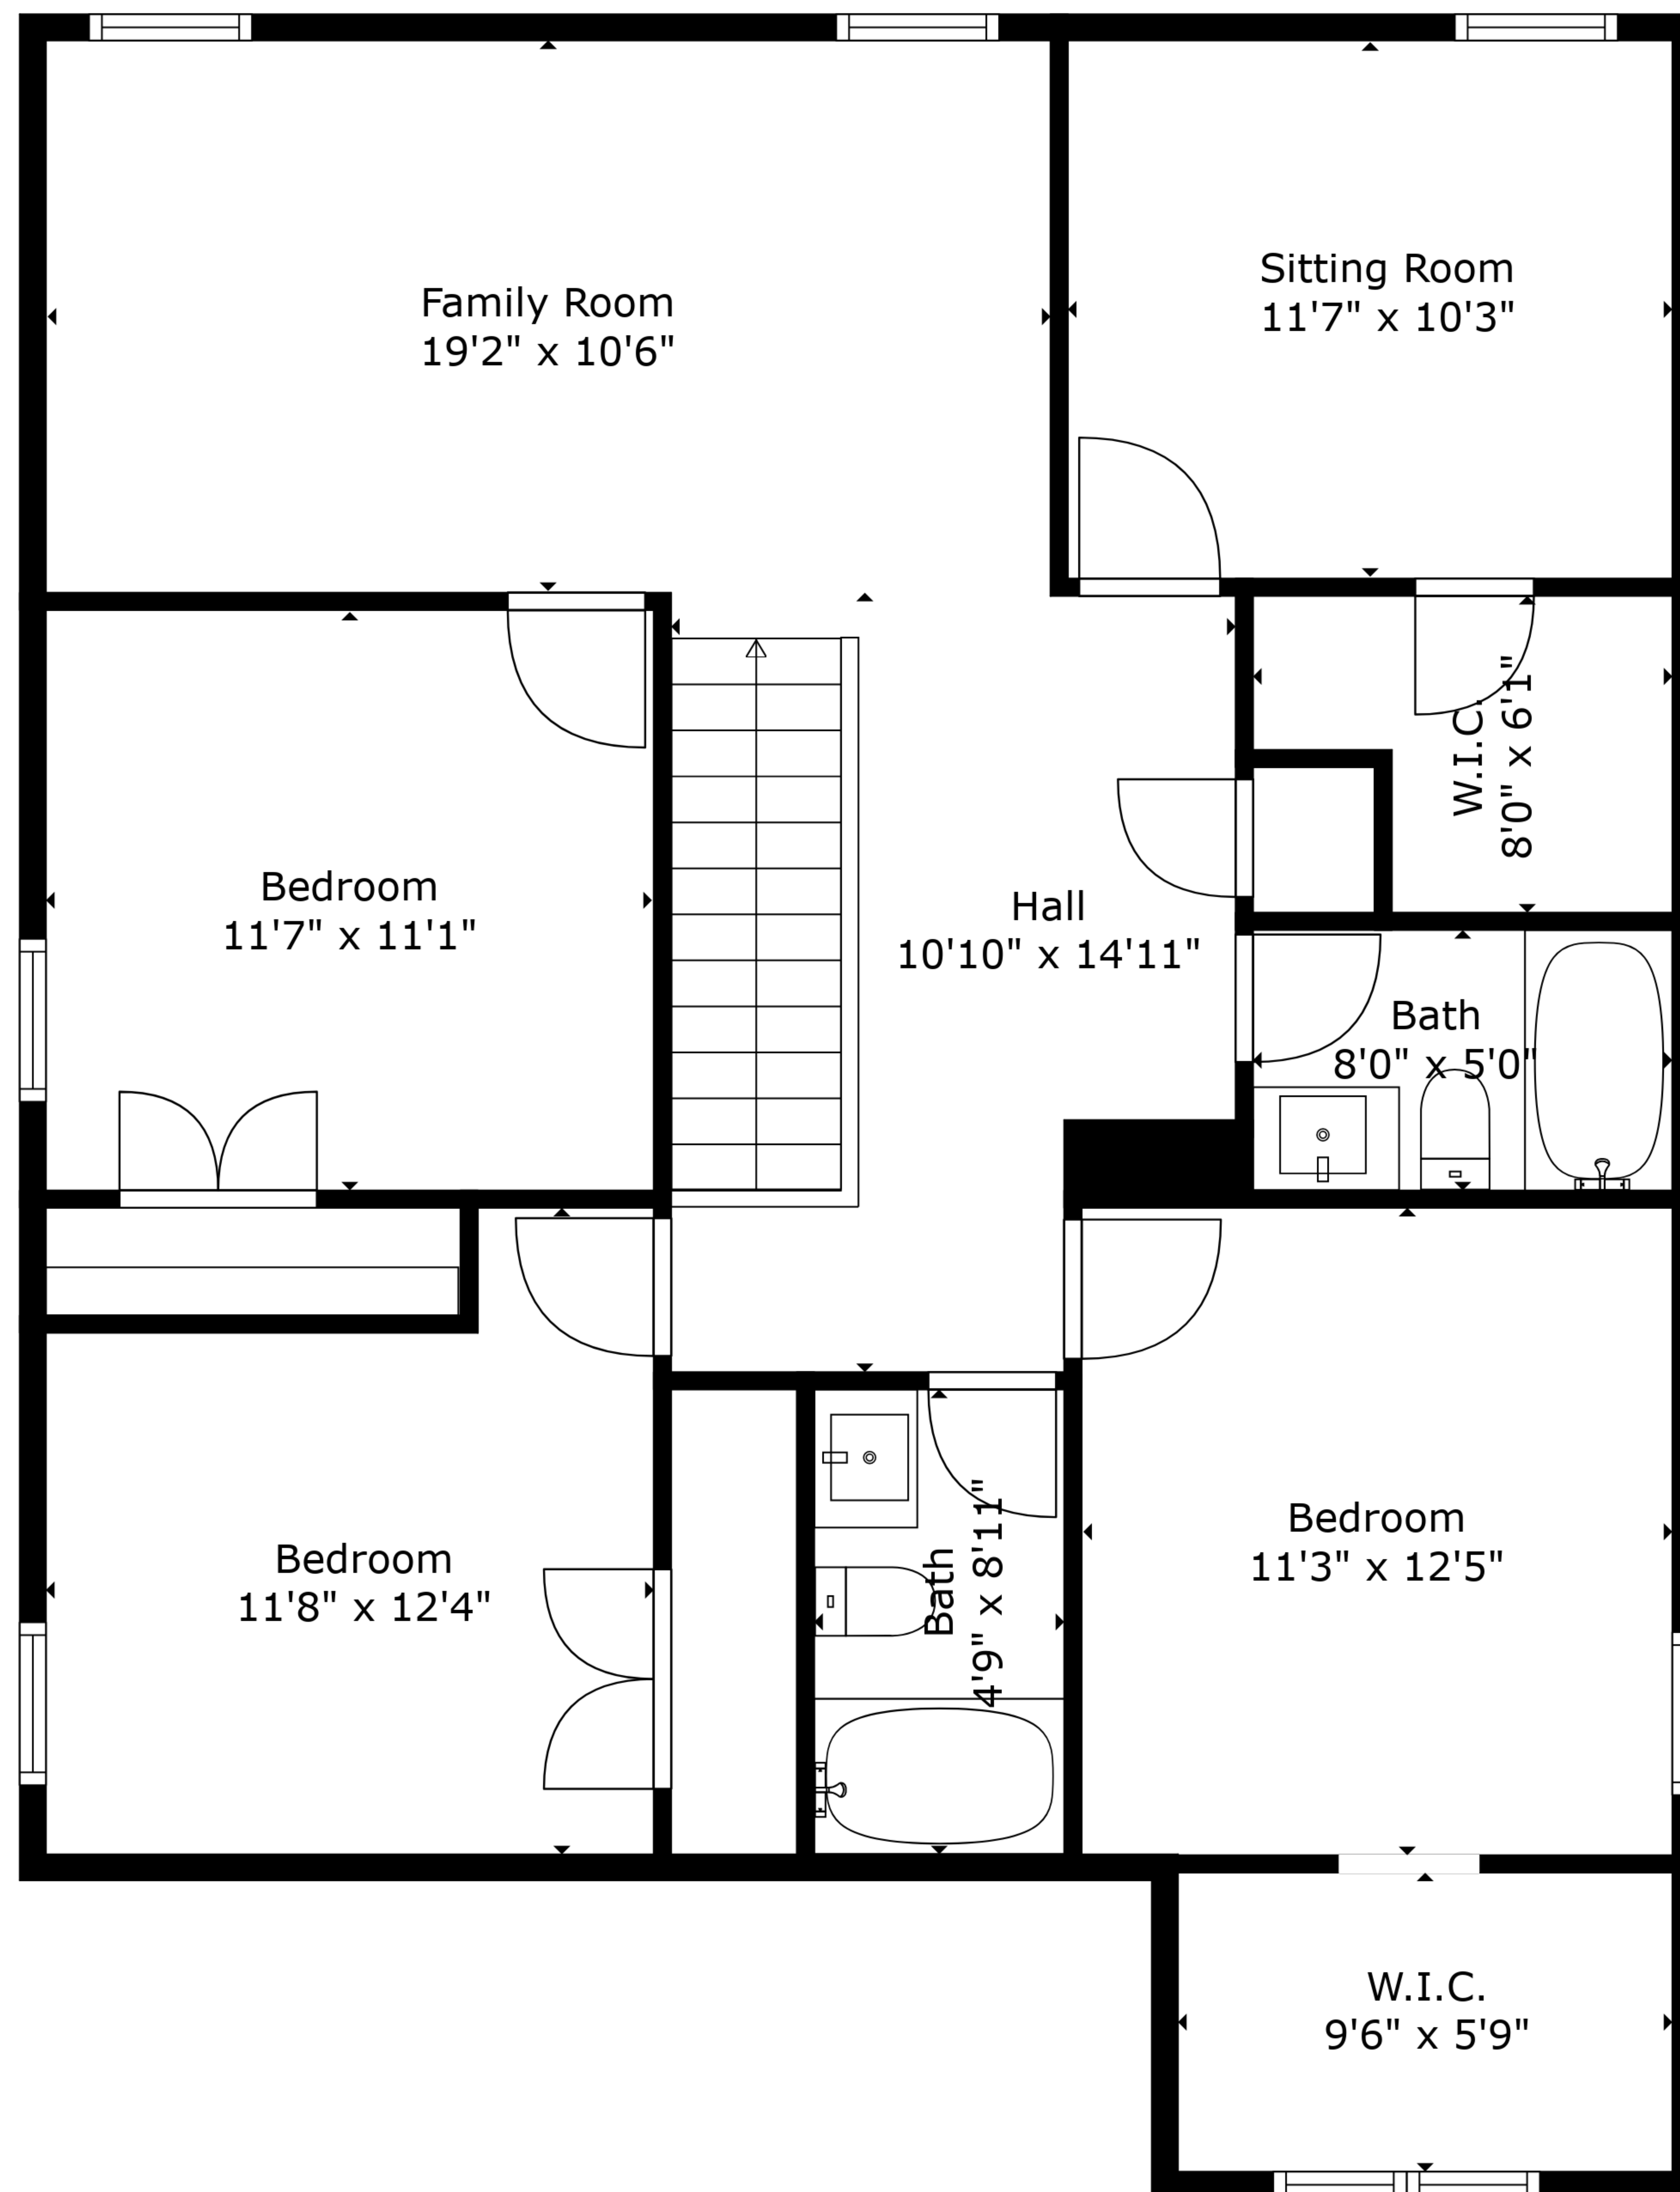 Family Room
19'2" x 10'6"
Sitting Room
11'7" x 10'3"
W.I.C.
8'0" x 6'1"
Bedroom
11'7" x 11'1"
Hall
10'10" x 14'11"
Bath
8'0" x 5'0"
Bedroom
11'8" x 12'4"
Bath
4'9" x 8'11"
Bedroom
11'3" x 12'5"
W.I.C.
9'6" x 5'9"